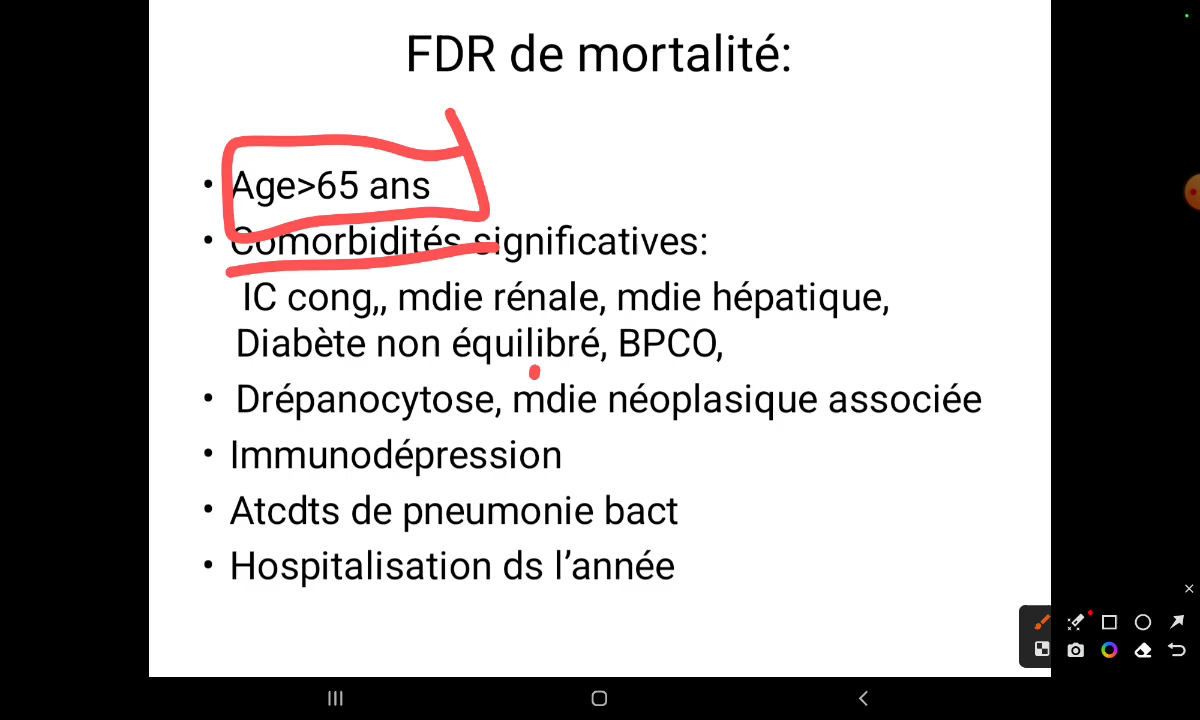 FDR de mortalité:
• Age>65 ans
• Comorbidités significatives:
IC cong,, mdie rénale, mdie hépatique,
Diabète non équilibré, BPCO,
• Drépanocytose, mdie néoplasique associée
• Immunodépression
• Atcdts de pneumonie bact
• Hospitalisation ds l’année